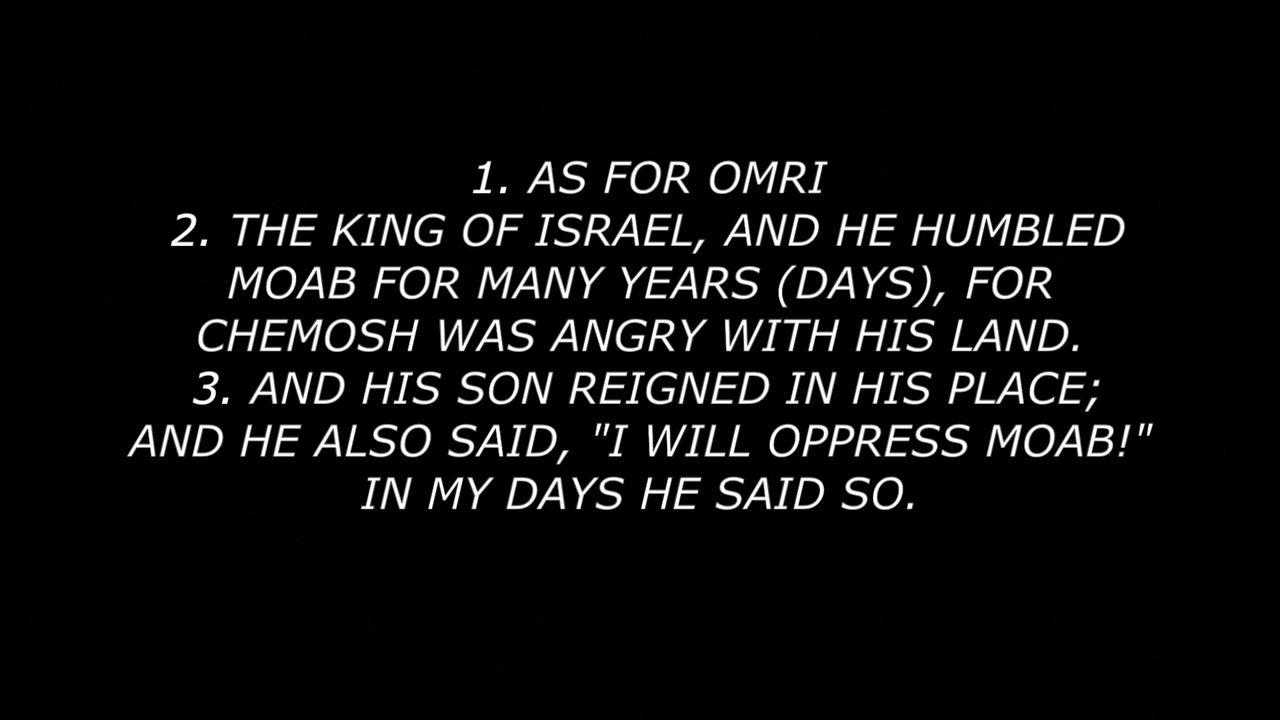 1. AS FOR OMRI
2. THE KING OF ISRAEL, AND HE HUMBLED
MOAB FOR MANY YEARS (DAYS), FOR
CHEMOSH WAS ANGRY WITH HIS LAND.
3. AND HIS SON REIGNED IN HIS PLACE;
AND HE ALSO SAID, "I WILL OPPRESS MOAB!"
IN MY DAYS HE SAID SO.